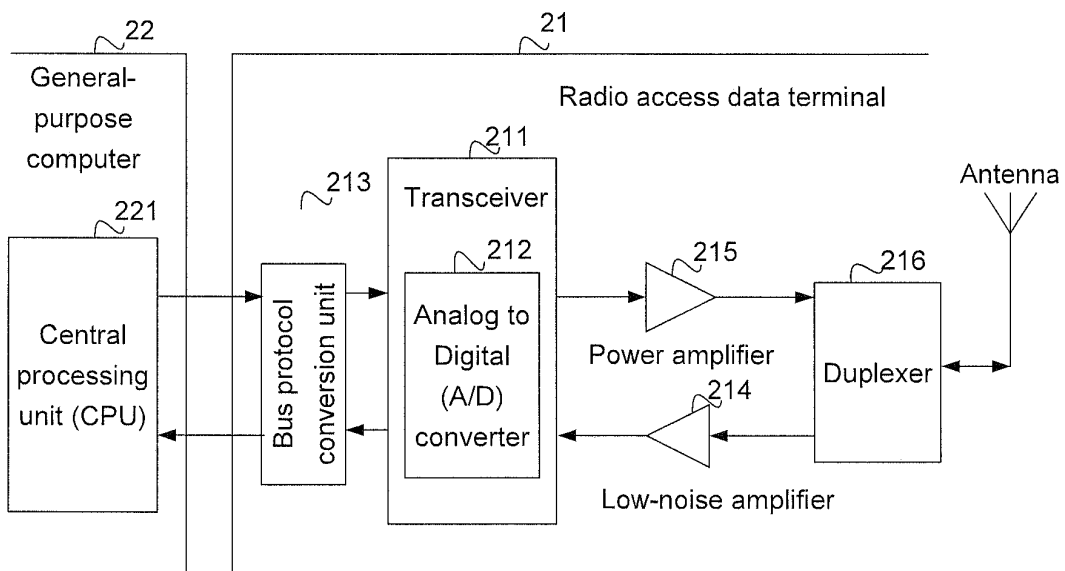 22
21
General-
purpose
computer
Radio access data terminal
211
213
Transceiver
Antenna
221
212
215
216
Central
processing
unit (CPU)
Bus protocol
conversion unit
Analog to
Digital
(A/D)
converter
Power amplifier
Duplexer
214
Low-noise amplifier